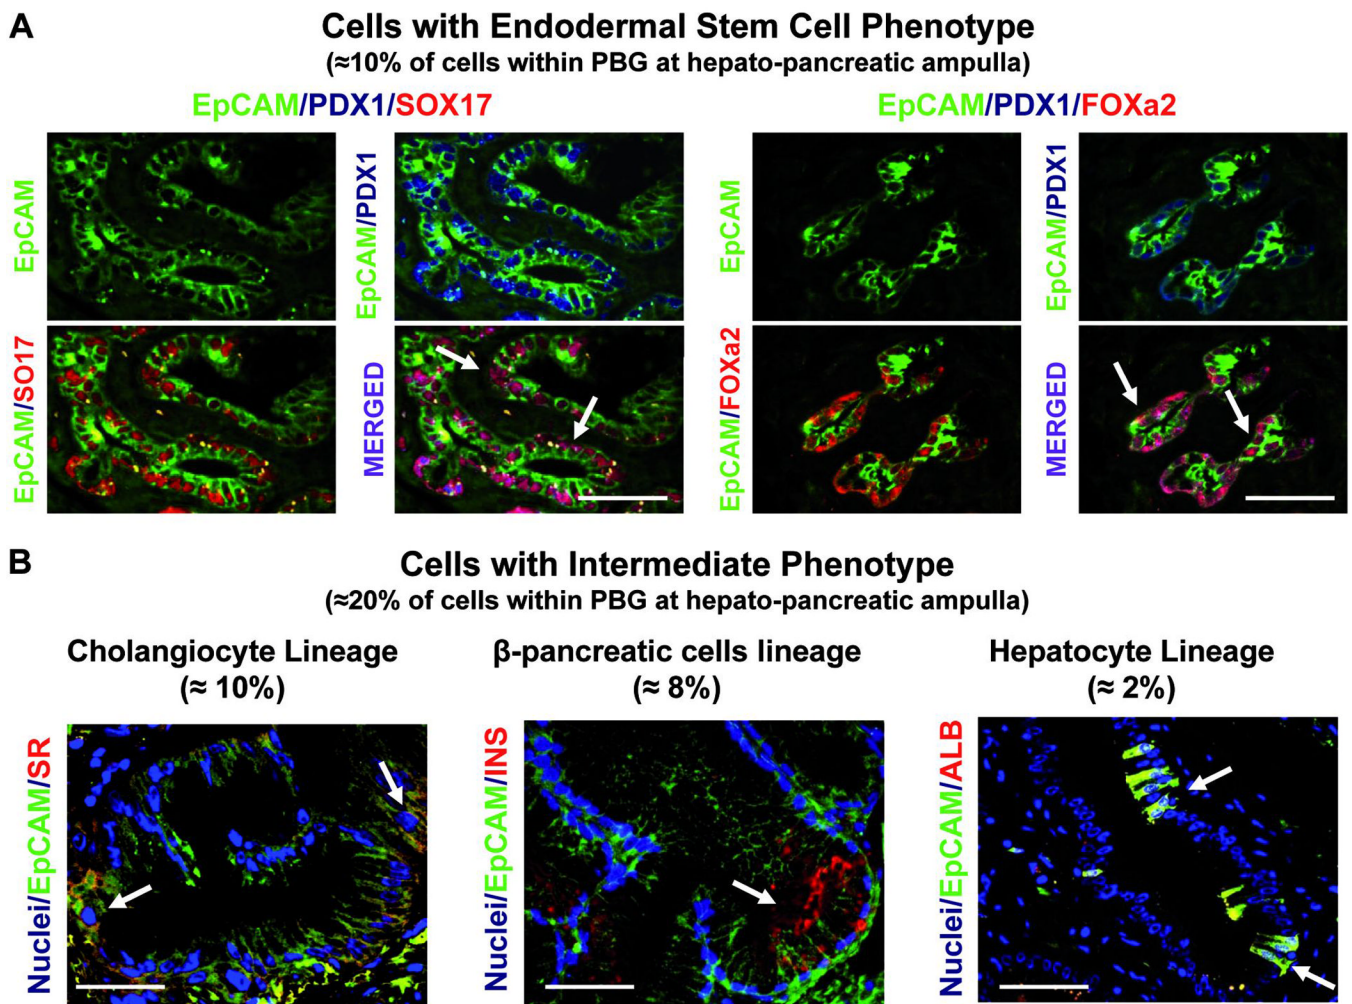 A
Cells with Endodermal Stem Cell Phenotype
(≈10% of cells within PBG at hepato-pancreatic ampulla)
EpCAM/PDX1/SOX17
EpCAM/PDX1/FOXa2
EpCAM
EpCAM/PDX1
EpCAM
EpCAM/PDX1
EpCAM/SO17
MERGED
EpCAM/FOXa2
MERGED
B
Cells with Intermediate Phenotype
(≈20% of cells within PBG at hepato-pancreatic ampulla)
Cholangiocyte Lineage
(≈ 10%)
β-pancreatic cells lineage
(≈ 8%)
Hepatocyte Lineage
(≈ 2%)
Nuclei/EpCAM/SR
Nuclei/EpCAM/INS
Nuclei/EpCAM/ALB